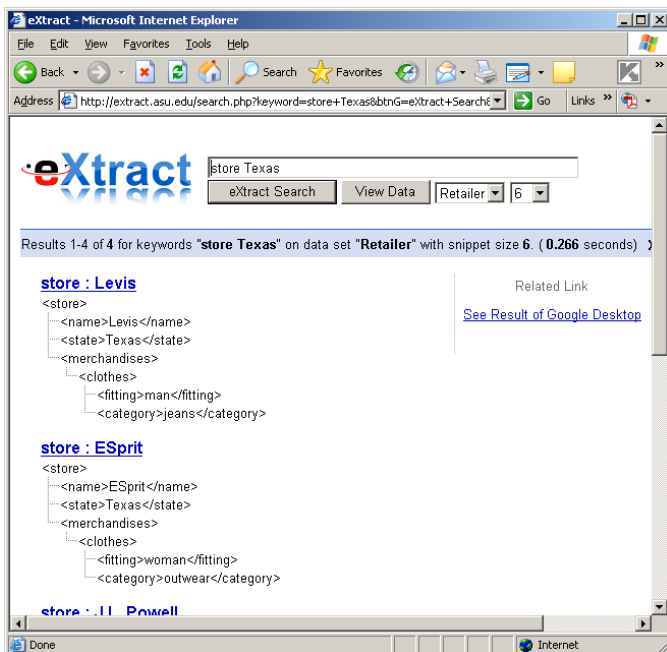 eXtract - Microsoft Internet Explorer
File Edit View Favorites Tools Help
Back Search Favorites
Address http://extract.asu.edu/search.php?keyword=store+Texas&btnG=eXtract+Search& Go Links »
eXtract
store Texas
eXtract Search View Data Retailer 6
Results 1-4 of 4 for keywords "store Texas" on data set "Retailer" with snippet size 6. ( 0.266 seconds)
store : Levis
<store>
<name>Levis</name>
<state>Texas</state>
<merchandises>
<clothes>
<fitting>man</fitting>
<category>jeans</category>
Related Link
See Result of Google Desktop
store : ESprit
<store>
<name>ESprit</name>
<state>Texas</state>
<merchandises>
<clothes>
<fitting>woman</fitting>
<category>outwear</category>
Done Internet